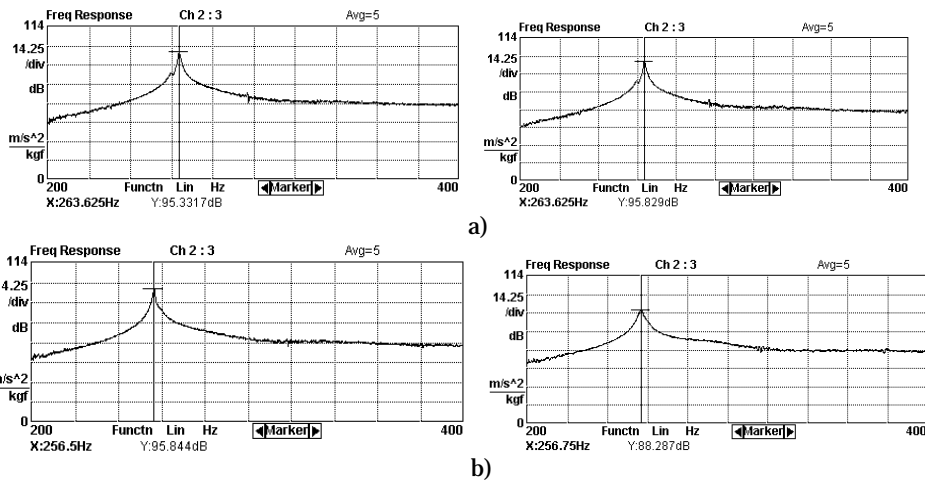 Freq Response Ch 2 : 3 Avg=5
114
14.25
/div
dB
m/s^2
kgf
0
200 Functn Lin Hz Marker 400
X:263.625Hz Y:95.3317dB
Freq Response Ch 2 : 3 Avg=5
114
14.25
/div
dB
m/s^2
kgf
0
200 Functn Lin Hz Marker 400
X:263.625Hz Y:95.829dB
a)
Freq Response Ch 2 : 3 Avg=5
114
4.25
/div
dB
/s^2
kgf
0
200 Functn Lin Hz Marker 400
X:256.5Hz Y:95.844dB
Freq Response Ch 2 : 3 Avg=5
114
14.25
/div
dB
m/s^2
kgf
0
200 Functn Lin Hz Marker 400
X:256.75Hz Y:88.287dB
b)